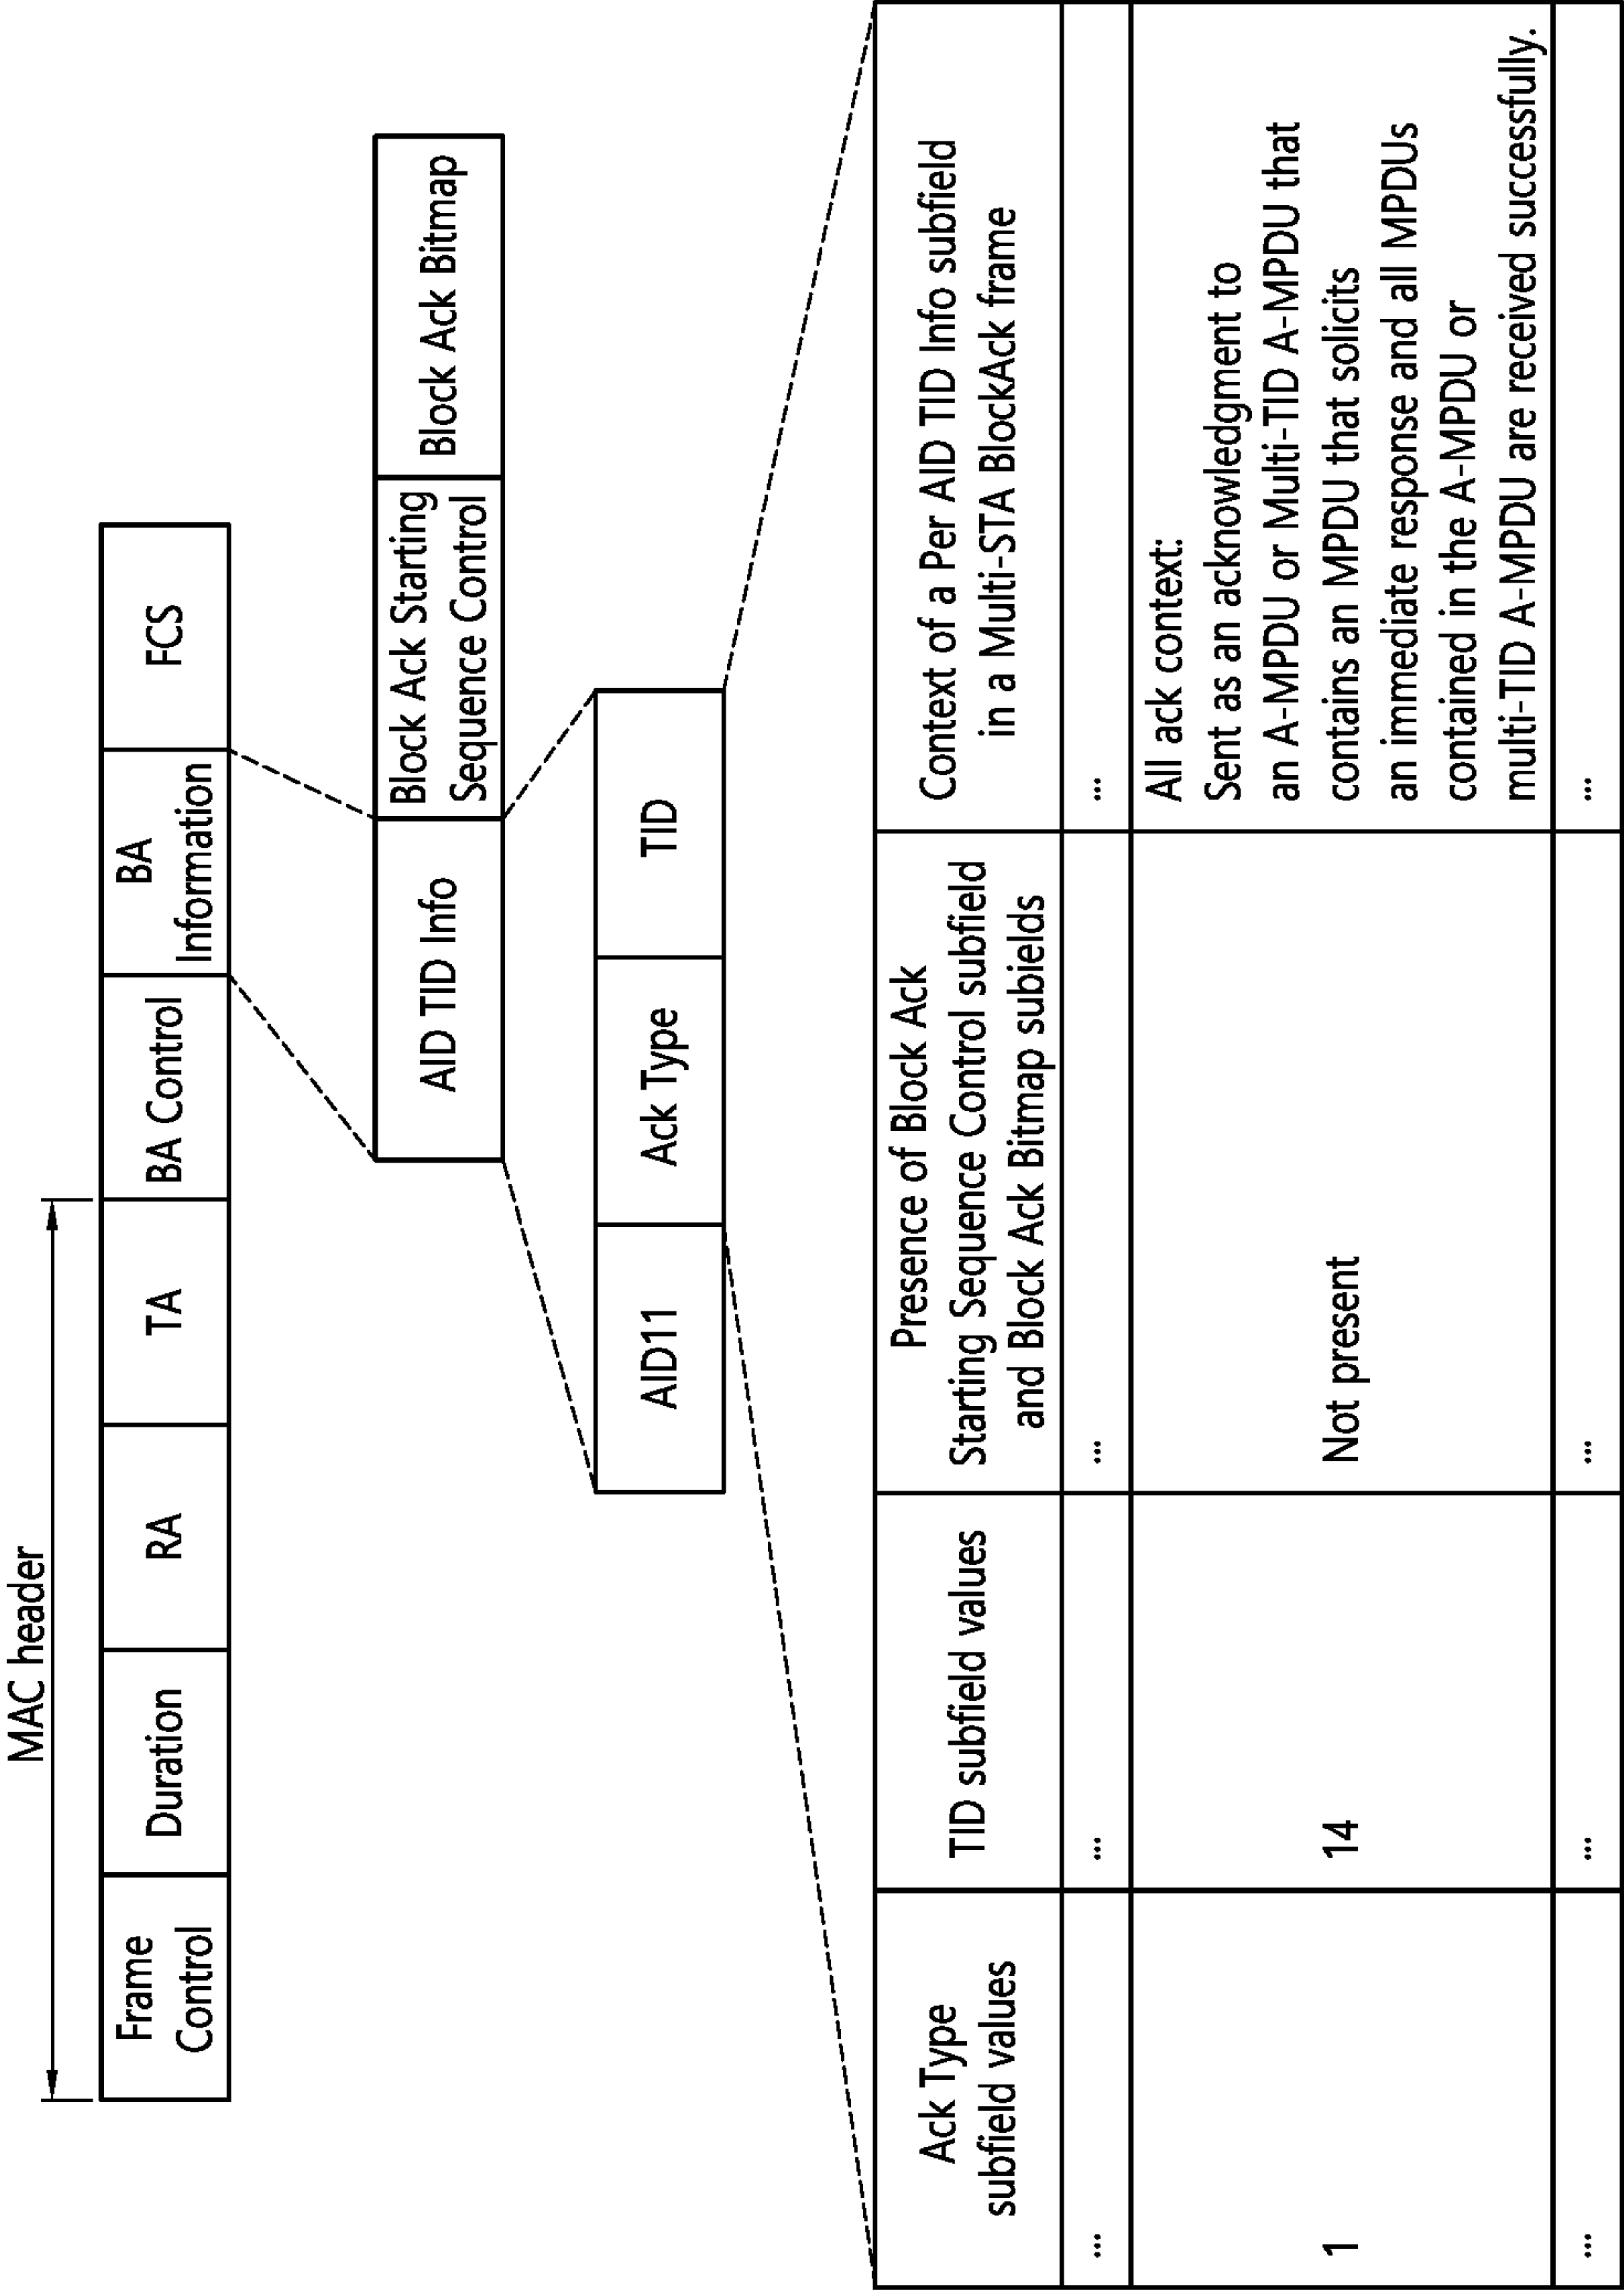 MAC header
Frame
Control
Duration
RA
TA
BA Control
BA
Information
FCS
AID TID Info
Block Ack Starting
Sequence Control
Block Ack Bitmap
AID11
Ack Type
TID
Ack Type
subfield values
TID subfield values
Presence of Block Ack
Starting Sequence Control subfield
and Block Ack Bitmap subields
Context of a Per AID TID Info subfield
in a Multi-STA BlockAck frame
...
...
...
...
1
14
Not present
All ack context:
Sent as an acknowledgment to
an A-MPDU or Multi-TID A-MPDU that
contains an MPDU that solicits
an immediate response and all MPDUs
contained in the A-MPDU or
multi-TID A-MPDU are received successfully.
...
...
...
...